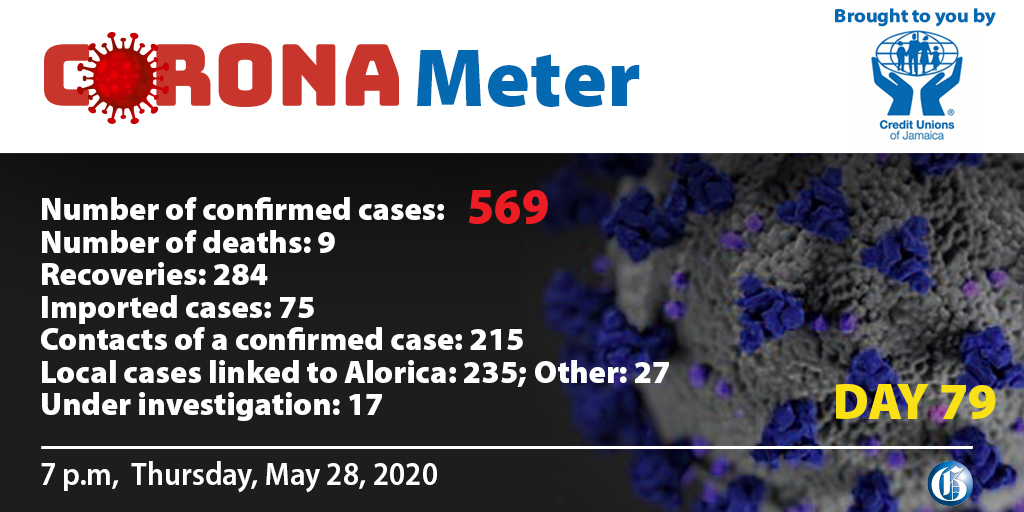 Brought to you by
CORONA Meter
Credit Unions
of Jamaica
Number of confirmed cases: 569
Number of deaths: 9
Recoveries: 284
Imported cases: 75
Contacts of a confirmed case: 215
Local cases linked to Alorica: 235; Other: 27
Under investigation: 17
DAY 79
7 p.m, Thursday, May 28, 2020
G